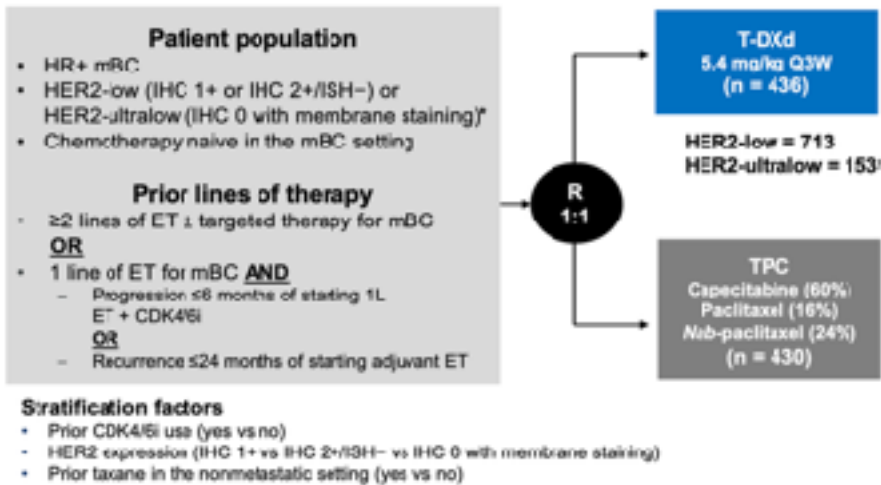 Patient population
• HR+ mBC
• HER2-low (IHC 1+ or IHC 2+/ISH−) or
HER2-ultralow (IHC 0 with membrane staining)*
• Chemotherapy naive in the mBC setting
Prior lines of therapy
- ≥2 lines of ET ± targeted therapy for mBC
OR
• 1 line of ET for mBC AND
– Progression ≤6 months of starting 1L
ET + CDK4/6i
OR
– Recurrence ≤24 months of starting adjuvant ET
R
1:1
T-DXd
5.4 mg/kg Q3W
(n = 436)
HER2-low = 713
HER2-ultralow = 153
TPC
Capecitabine (60%)
Paclitaxel (16%)
Nab-paclitaxel (24%)
(n = 430)
Stratification factors
• Prior CDK4/6i use (yes vs no)
• HER2 expression (IHC 1+ vs IHC 2+/ISH− vs IHC 0 with membrane staining)
• Prior taxane in the nonmetastatic setting (yes vs no)